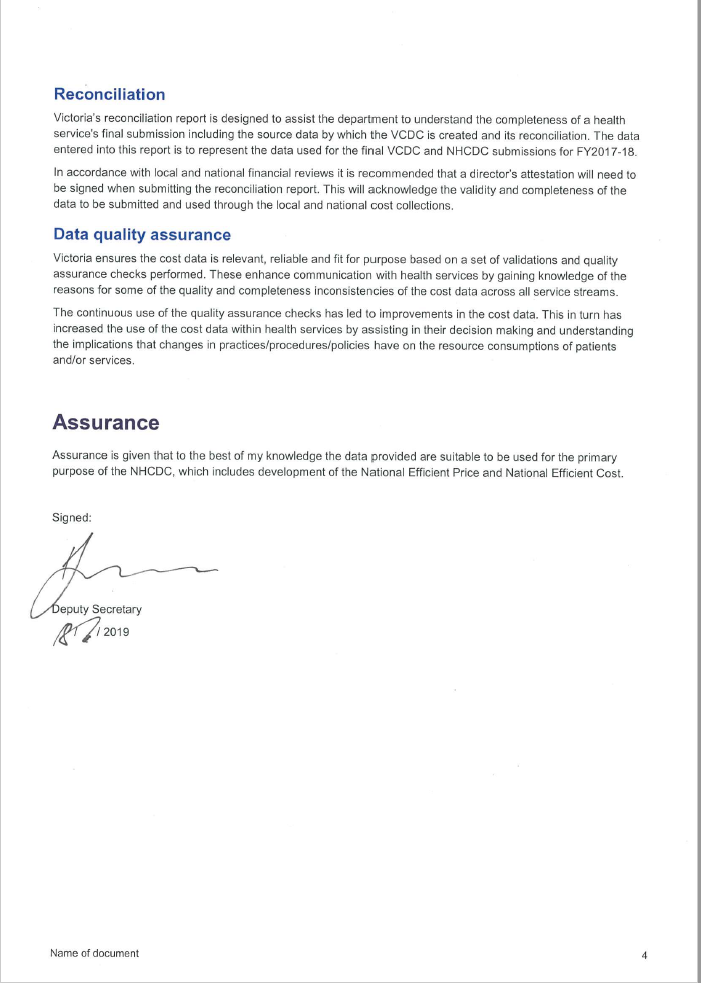 Reconciliation
Victoria's reconciliation report is designed to assist the department to understand the completeness of a health
service's final submission including the source data by which the VCDC is created and its reconciliation. The data
entered into this report is to represent the data used for the final VCDC and NHCDC submissions for FY2017-18.
In accordance with local and national financial reviews it is recommended that a director's attestation will need to
be signed when submitting the reconciliation report. This will acknowledge the validity and completeness of the
data to be submitted and used through the local and national cost collections.
Data quality assurance
Victoria ensures the cost data is relevant, reliable and fit for purpose based on a set of validations and quality
assurance checks performed. These enhance communication with health services by gaining knowledge of the
reasons for some of the quality and completeness inconsistencies of the cost data across all service streams.
The continuous use of the quality assurance checks has led to improvements in the cost data. This in turn has
increased the use of the cost data within health services by assisting in their decision making and understanding
the implications that changes in practices/procedures/policies have on the resource consumptions of patients
and/or services.
Assurance
Assurance is given that to the best of my knowledge the data provided are suitable to be used for the primary
purpose of the NHCDC, which includes development of the National Efficient Price and National Efficient Cost.
Signed:
Deputy Secretary
/ 2019
Name of document
4